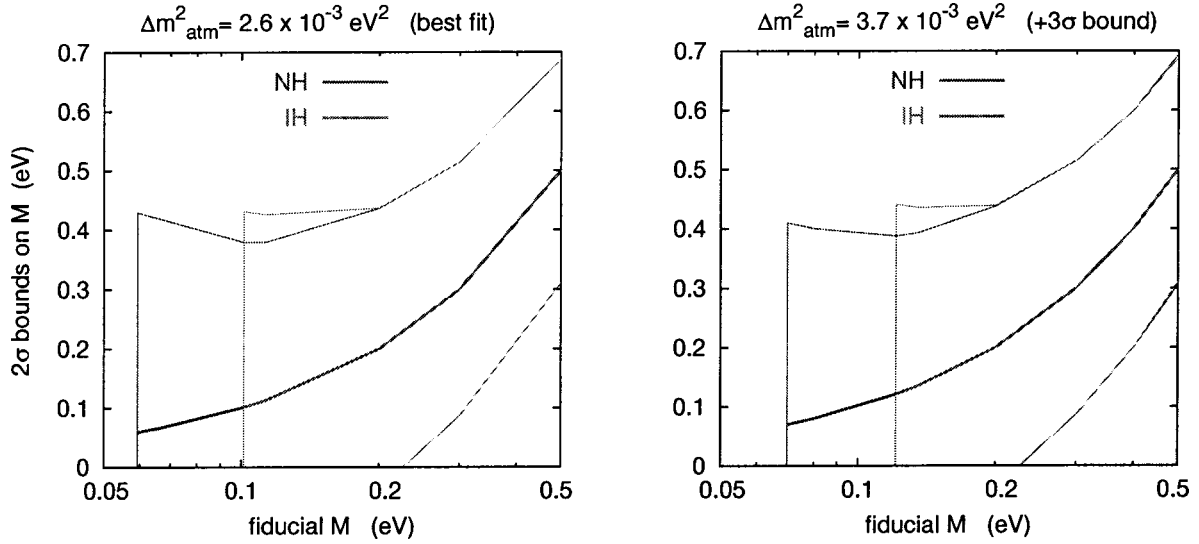 Δm²atm= 2.6 x 10⁻³ eV² (best fit)
0.7
0.6
0.5
0.4
0.3
0.2
0.1
0
2σ bounds on M (eV)
NH
IH
0.05 0.1 0.2 0.5
fiducial M (eV)
Δm²atm= 3.7 x 10⁻³ eV² (+3σ bound)
0.7
0.6
0.5
0.4
0.3
0.2
0.1
0
NH
IH
0.05 0.1 0.2 0.5
fiducial M (eV)